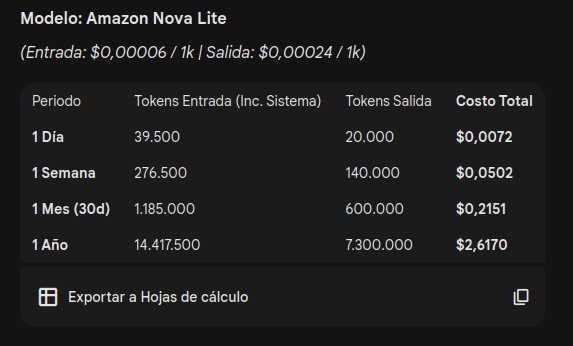 Modelo: Amazon Nova Lite
(Entrada: $0,00006 / 1k | Salida: $0,00024 / 1k)
Periodo Tokens Entrada (Inc. Sistema) Tokens Salida Costo Total
1 Día 39.500 20.000 $0,0072
1 Semana 276.500 140.000 $0,0502
1 Mes (30d) 1.185.000 600.000 $0,2151
1 Año 14.417.500 7.300.000 $2,6170
Exportar a Hojas de cálculo